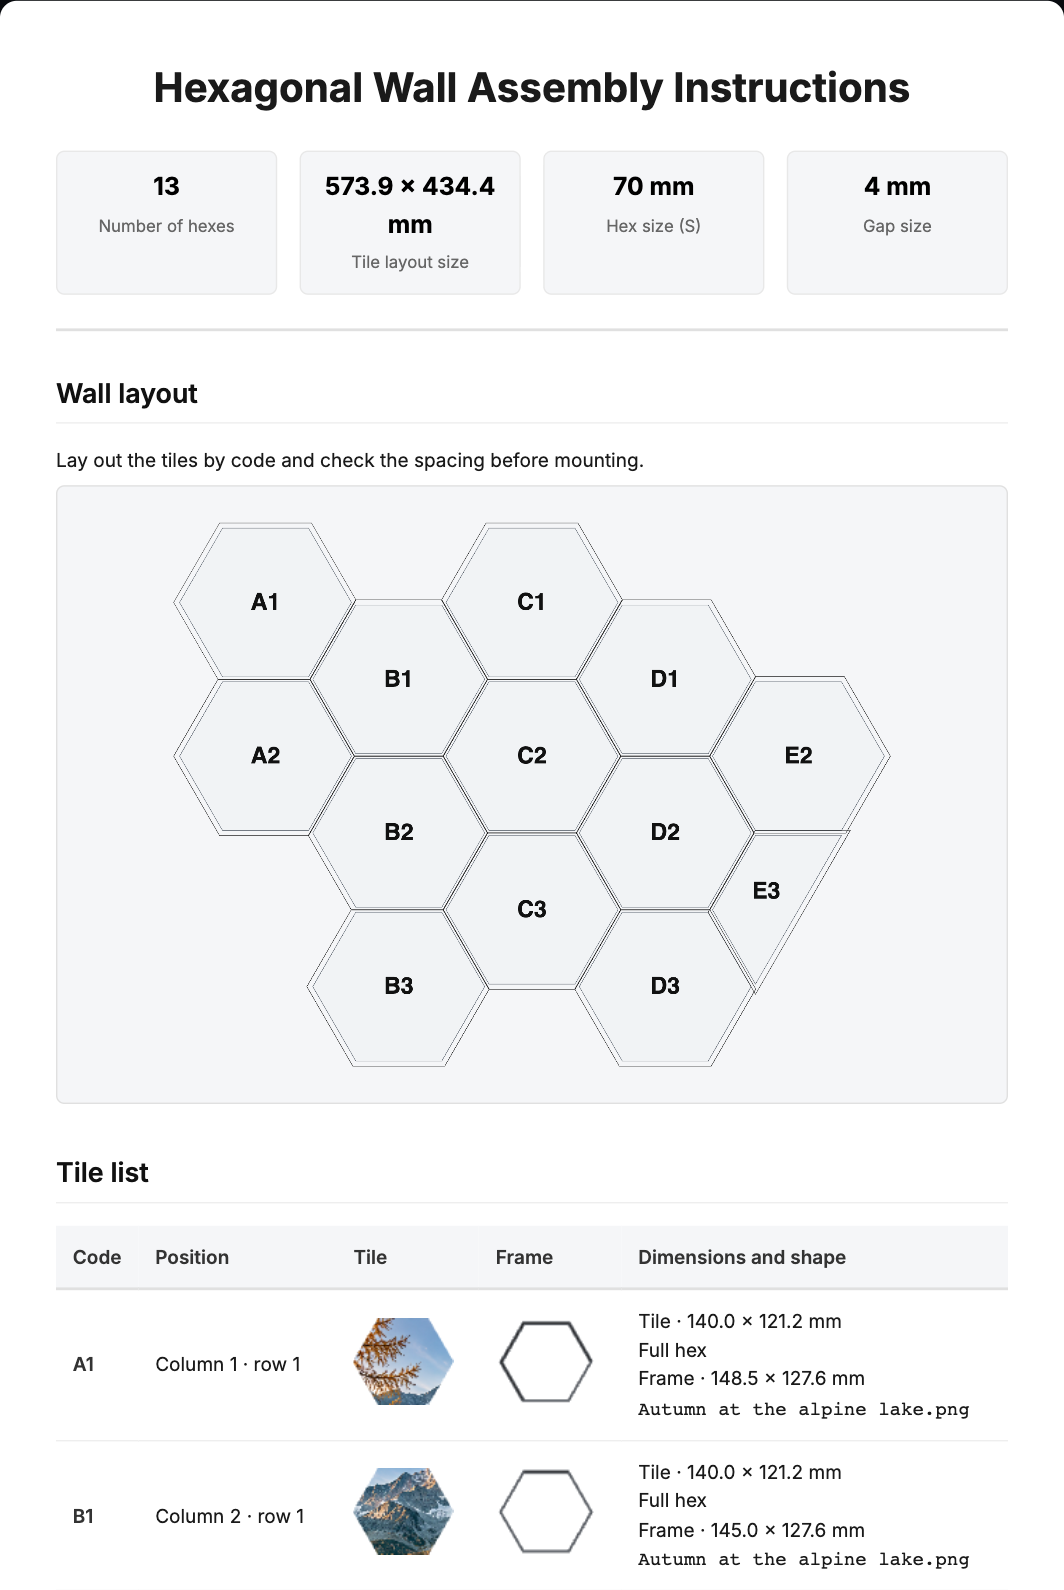 Hexagonal Wall Assembly Instructions
13
Number of hexes
573.9 × 434.4
mm
Tile layout size
70 mm
Hex size (S)
4 mm
Gap size
Wall layout
Lay out the tiles by code and check the spacing before mounting.
A1
C1
B1
D1
A2
C2
E2
B2
D2
E3
C3
B3
D3
Tile list
Code Position Tile Frame Dimensions and shape
A1 Column 1 · row 1
Tile · 140.0 × 121.2 mm
Full hex
Frame · 148.5 × 127.6 mm
Autumn at the alpine lake.png
B1 Column 2 · row 1
Tile · 140.0 × 121.2 mm
Full hex
Frame · 145.0 × 127.6 mm
Autumn at the alpine lake.png